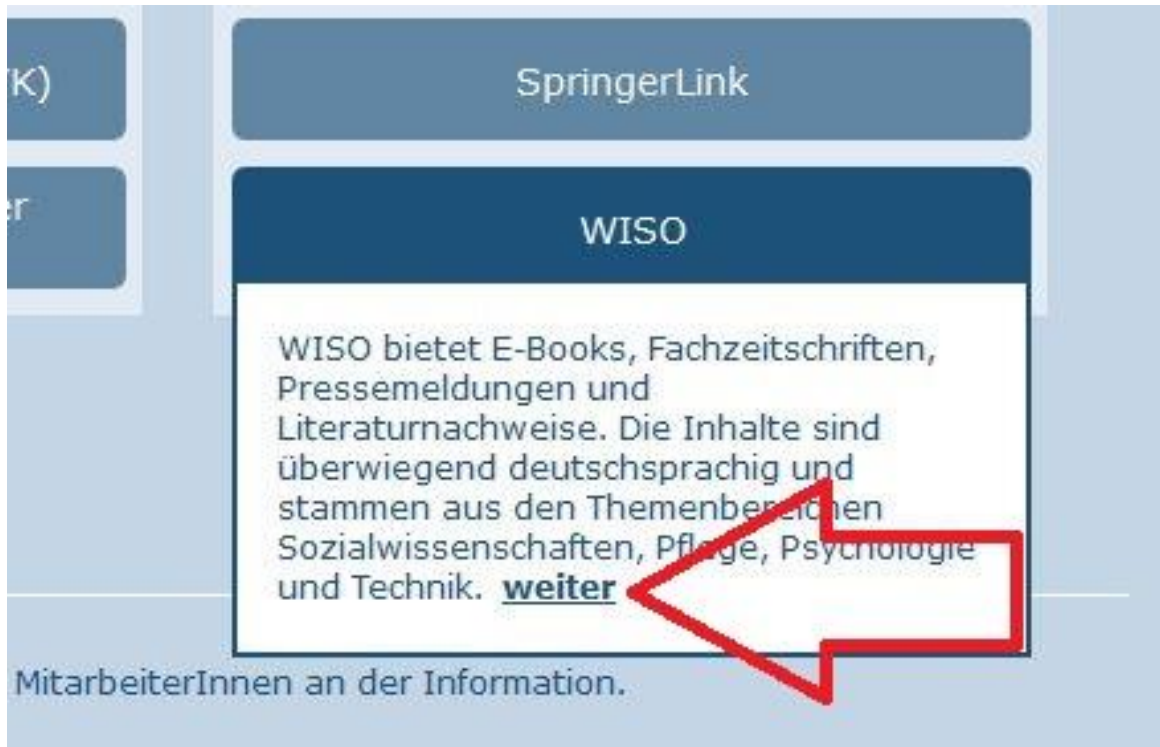 K)
er
SpringerLink
WISO
WISO bietet E-Books, Fachzeitschriften,
Pressemeldungen und
Literaturnachweise. Die Inhalte sind
überwiegend deutschsprachig und
stammen aus den Themenbereichen
Sozialwissenschaften, Pflege, Psychologie
und Technik. weiter
MitarbeiterInnen an der Information.